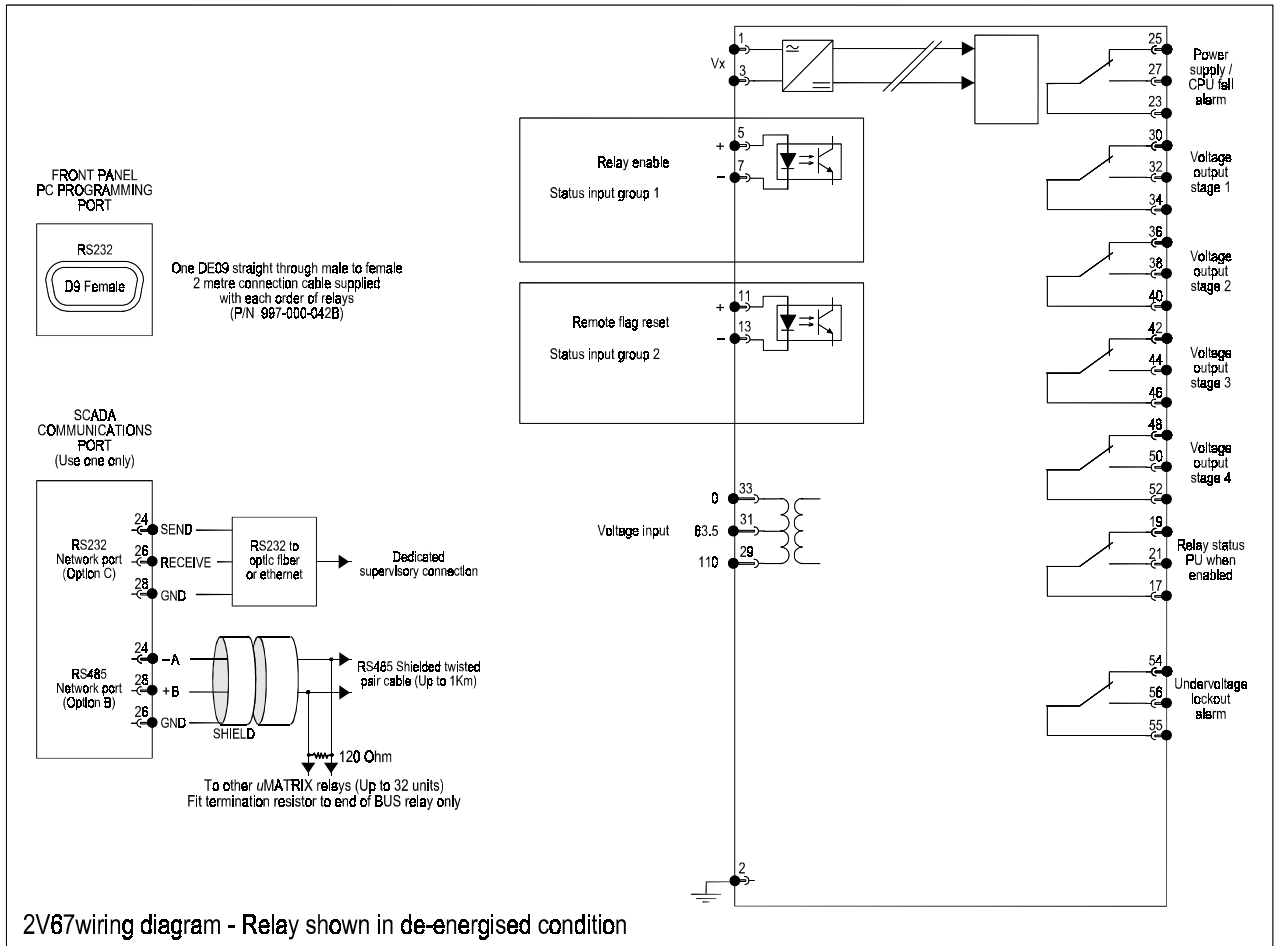 FRONT PANEL
PC PROGRAMMING
PORT
RS232
D9 Female
One DE09 straight through male to female
2 metre connection cable supplied
with each order of relays
(P/N 997-000-042B)
SCADA
COMMUNICATIONS
PORT
(Use one only)
RS232
Network port
(Option C)
24
SEND
26
RECEIVE
28
GND
RS232 to
optic fiber
or ethernet
Dedicated
supervisory connection
RS485
Network port
(Option B)
24
-A
28
+B
26
GND
SHIELD
RS485 Shielded twisted
pair cable (Up to 1Km)
120 Ohm
To other uMATRIX relays (Up to 32 units)
Fit termination resistor to end of BUS relay only
Vx
1
3
Relay enable
Status input group 1
+
5
−
7
Remote flag reset
Status input group 2
+
11
−
13
Voltage input
0
33
63.5
31
110
29
2
25
27
23
Power
supply /
CPU fail
alarm
30
32
34
Voltage
output
stage 1
36
38
40
Voltage
output
stage 2
42
44
46
Voltage
output
stage 3
48
50
52
Voltage
output
stage 4
19
21
17
Relay status
PU when
enabled
54
56
55
Undervoltage
lockout
alarm
2V67wiring diagram - Relay shown in de-energised condition